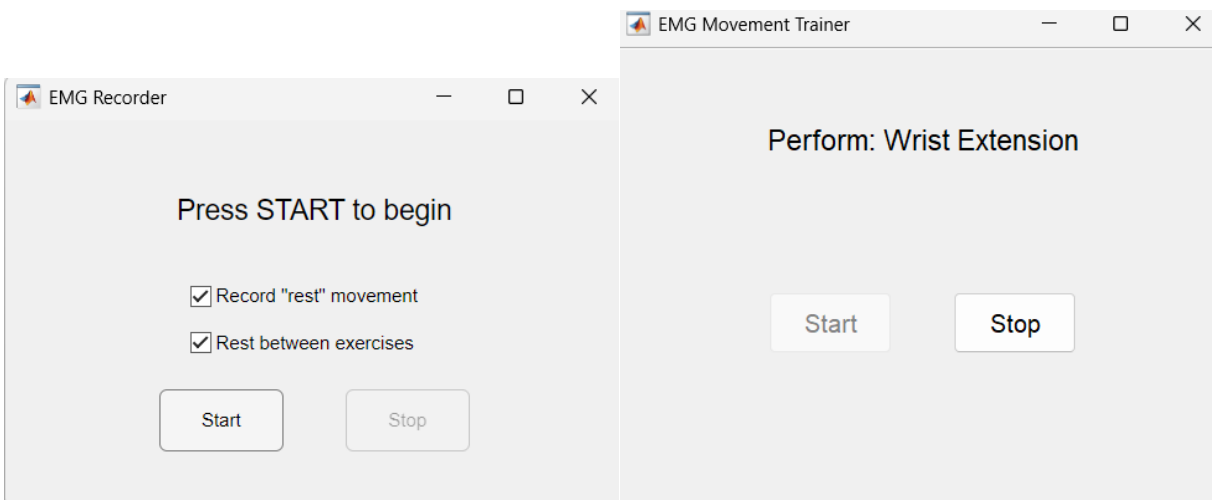 EMG Recorder
Press START to begin
Record "rest" movement
Rest between exercises
Start Stop
EMG Movement Trainer
Perform: Wrist Extension
Start Stop